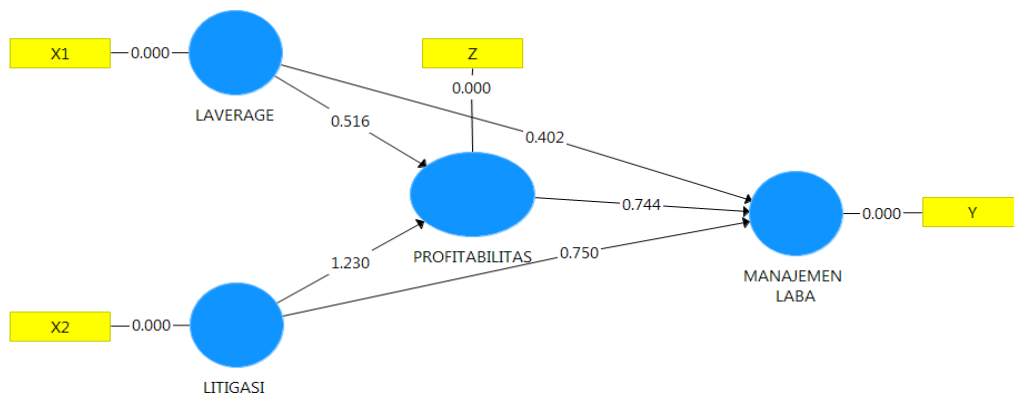 X1
0.000
LAVERAGE
Z
0.000
0.516
0.402
0.744
PROFITABILITAS
1.230
0.750
0.000
Y
MANAJEMEN
LABA
X2
0.000
LITIGASI